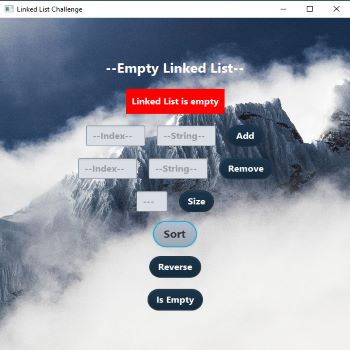 Linked List Challenge
--Empty Linked List--
Linked List is empty
--Index-- --String-- Add
--Index-- --String-- Remove
--- Size
Sort
Reverse
Is Empty